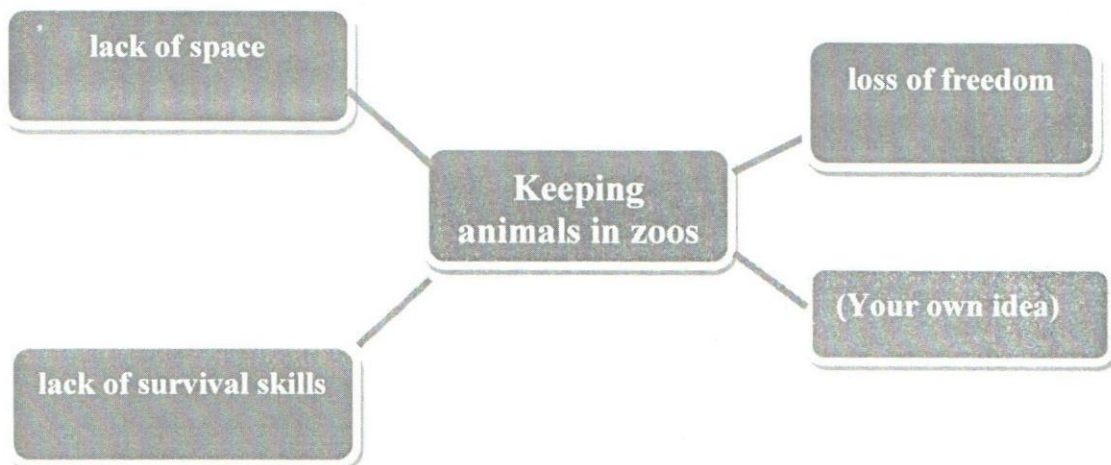 lack of space
loss of freedom
Keeping
animals in zoos
(Your own idea)
lack of survival skills